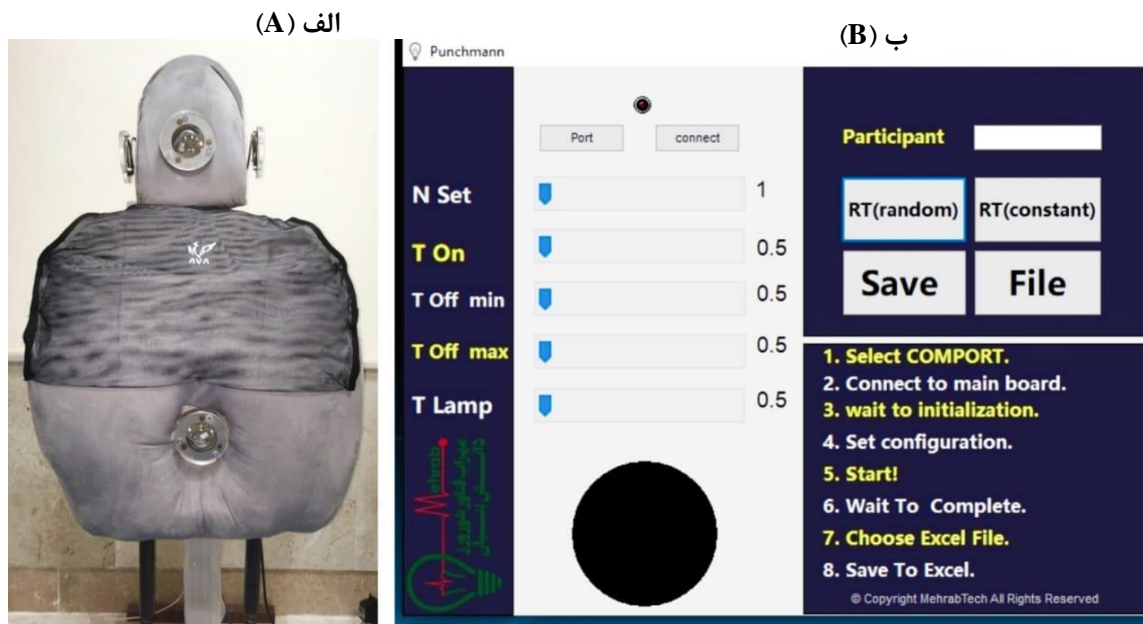 الف (A)
ب (B)
AVA
Punchmann
Port
connect
N Set
1
T On
0.5
T Off min
0.5
T Off max
0.5
T Lamp
0.5
Mehrab
Participant
RT(random)
RT(constant)
Save
File
1. Select COMPORT.
2. Connect to main board.
3. wait to initialization.
4. Set configuration.
5. Start!
6. Wait To Complete.
7. Choose Excel File.
8. Save To Excel.
© Copyright MehrabTech All Rights Reserved